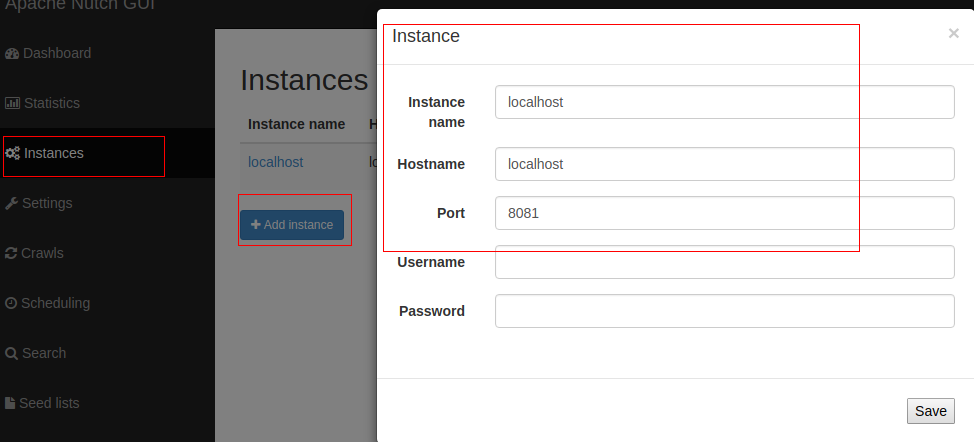 Apache Nutch GUI
Dashboard
Statistics
Instances
Settings
Crawls
Scheduling
Search
Seed lists
Instances
Instance name
localhost
Add instance
Instance
×
Instance name
localhost
Hostname
localhost
Port
8081
Username
Password
Save